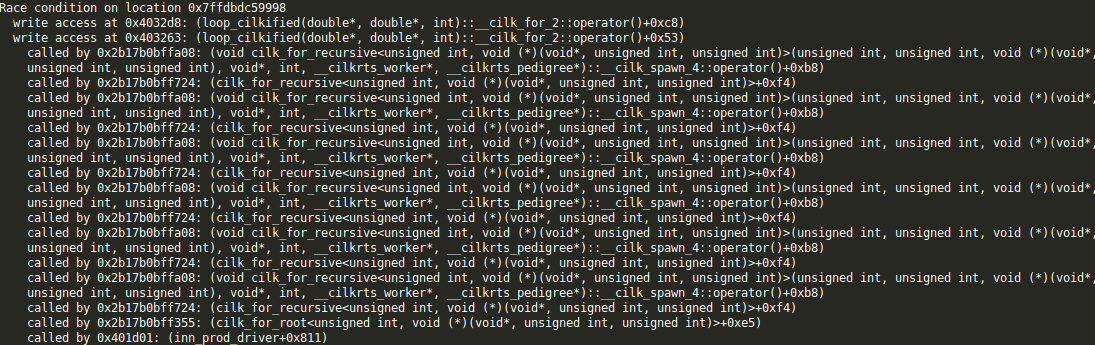 Race condition on location 0x7ffdbdc59998
write access at 0x4032d8: (loop_cilkified(double*, double*, int)::__cilk_for_2::operator()+0xc8)
write access at 0x403263: (loop_cilkified(double*, double*, int)::__cilk_for_2::operator()+0x53)
called by 0x2b17b0bffa08: (void cilk_for_recursive<unsigned int, void (*)(void*, unsigned int, unsigned int)>(unsigned int, unsigned int, void (*)(void*,
unsigned int, unsigned int), void*, int, __cilkrts_worker*, __cilkrts_pedigree*)::__cilk_spawn_4::operator()+0xb8)
called by 0x2b17b0bff724: (cilk_for_recursive<unsigned int, void (*)(void*, unsigned int, unsigned int)>+0xf4)
called by 0x2b17b0bffa08: (void cilk_for_recursive<unsigned int, void (*)(void*, unsigned int, unsigned int)>(unsigned int, unsigned int, void (*)(void*,
unsigned int, unsigned int), void*, int, __cilkrts_worker*, __cilkrts_pedigree*)::__cilk_spawn_4::operator()+0xb8)
called by 0x2b17b0bff724: (cilk_for_recursive<unsigned int, void (*)(void*, unsigned int, unsigned int)>+0xf4)
called by 0x2b17b0bffa08: (void cilk_for_recursive<unsigned int, void (*)(void*, unsigned int, unsigned int)>(unsigned int, unsigned int, void (*)(void*,
unsigned int, unsigned int), void*, int, __cilkrts_worker*, __cilkrts_pedigree*)::__cilk_spawn_4::operator()+0xb8)
called by 0x2b17b0bff724: (cilk_for_recursive<unsigned int, void (*)(void*, unsigned int, unsigned int)>+0xf4)
called by 0x2b17b0bffa08: (void cilk_for_recursive<unsigned int, void (*)(void*, unsigned int, unsigned int)>(unsigned int, unsigned int, void (*)(void*,
unsigned int, unsigned int), void*, int, __cilkrts_worker*, __cilkrts_pedigree*)::__cilk_spawn_4::operator()+0xb8)
called by 0x2b17b0bff724: (cilk_for_recursive<unsigned int, void (*)(void*, unsigned int, unsigned int)>+0xf4)
called by 0x2b17b0bffa08: (void cilk_for_recursive<unsigned int, void (*)(void*, unsigned int, unsigned int)>(unsigned int, unsigned int, void (*)(void*,
unsigned int, unsigned int), void*, int, __cilkrts_worker*, __cilkrts_pedigree*)::__cilk_spawn_4::operator()+0xb8)
called by 0x2b17b0bff724: (cilk_for_recursive<unsigned int, void (*)(void*, unsigned int, unsigned int)>+0xf4)
called by 0x2b17b0bffa08: (void cilk_for_recursive<unsigned int, void (*)(void*, unsigned int, unsigned int)>(unsigned int, unsigned int, void (*)(void*,
unsigned int, unsigned int), void*, int, __cilkrts_worker*, __cilkrts_pedigree*)::__cilk_spawn_4::operator()+0xb8)
called by 0x2b17b0bff724: (cilk_for_recursive<unsigned int, void (*)(void*, unsigned int, unsigned int)>+0xf4)
called by 0x2b17b0bff355: (cilk_for_root<unsigned int, void (*)(void*, unsigned int, unsigned int)>+0xe5)
called by 0x401d01: (inn_prod_driver+0x811)